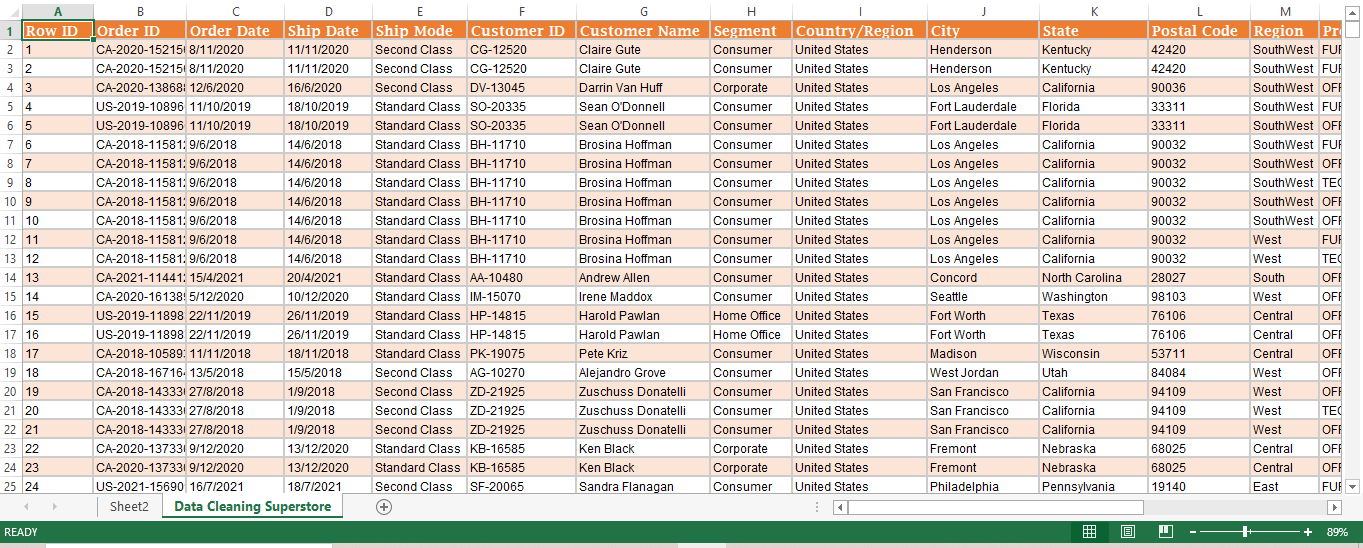 A B C D E F G H I J K L M
1 Row ID Order ID Order Date Ship Date Ship Mode Customer ID Customer Name Segment Country/Region City State Postal Code Region Pr
2 1 CA-2020-15215 8/11/2020 11/11/2020 Second Class CG-12520 Claire Gute Consumer United States Henderson Kentucky 42420 SouthWest FUF
3 2 CA-2020-15215 8/11/2020 11/11/2020 Second Class CG-12520 Claire Gute Consumer United States Henderson Kentucky 42420 SouthWest FUF
4 3 CA-2020-13868 12/6/2020 16/6/2020 Second Class DV-13045 Darrin Van Huff Corporate United States Los Angeles California 90036 SouthWest OFF
5 4 US-2019-10896 11/10/2019 18/10/2019 Standard Class SO-20335 Sean O'Donnell Consumer United States Fort Lauderdale Florida 33311 SouthWest FUF
6 5 US-2019-10896 11/10/2019 18/10/2019 Standard Class SO-20335 Sean O'Donnell Consumer United States Fort Lauderdale Florida 33311 SouthWest OFF
7 6 CA-2018-11581 9/6/2018 14/6/2018 Standard Class BH-11710 Brosina Hoffman Consumer United States Los Angeles California 90032 SouthWest FUF
8 7 CA-2018-11581 9/6/2018 14/6/2018 Standard Class BH-11710 Brosina Hoffman Consumer United States Los Angeles California 90032 SouthWest OFF
9 8 CA-2018-11581 9/6/2018 14/6/2018 Standard Class BH-11710 Brosina Hoffman Consumer United States Los Angeles California 90032 SouthWest TEC
10 9 CA-2018-11581 9/6/2018 14/6/2018 Standard Class BH-11710 Brosina Hoffman Consumer United States Los Angeles California 90032 SouthWest OFF
11 10 CA-2018-11581 9/6/2018 14/6/2018 Standard Class BH-11710 Brosina Hoffman Consumer United States Los Angeles California 90032 SouthWest OFF
12 11 CA-2018-11581 9/6/2018 14/6/2018 Standard Class BH-11710 Brosina Hoffman Consumer United States Los Angeles California 90032 West FUF
13 12 CA-2018-11581 9/6/2018 14/6/2018 Standard Class BH-11710 Brosina Hoffman Consumer United States Los Angeles California 90032 West TEC
14 13 CA-2021-11441 15/4/2021 20/4/2021 Standard Class AA-10480 Andrew Allen Consumer United States Concord North Carolina 28027 South OFF
15 14 CA-2020-16138 5/12/2020 10/12/2020 Standard Class IM-15070 Irene Maddox Consumer United States Seattle Washington 98103 West OFF
16 15 US-2019-11898 22/11/2019 26/11/2019 Standard Class HP-14815 Harold Pawlan Home Office United States Fort Worth Texas 76106 Central OFF
17 16 US-2019-11898 22/11/2019 26/11/2019 Standard Class HP-14815 Harold Pawlan Home Office United States Fort Worth Texas 76106 Central OFF
18 17 CA-2018-10589 11/11/2018 18/11/2018 Standard Class PK-19075 Pete Kriz Consumer United States Madison Wisconsin 53711 Central OFF
19 18 CA-2018-16716 13/5/2018 15/5/2018 Second Class AG-10270 Alejandro Grove Consumer United States West Jordan Utah 84084 West OFF
20 19 CA-2018-14333 27/8/2018 1/9/2018 Second Class ZD-21925 Zuschuss Donatelli Consumer United States San Francisco California 94109 West OFF
21 20 CA-2018-14333 27/8/2018 1/9/2018 Second Class ZD-21925 Zuschuss Donatelli Consumer United States San Francisco California 94109 West TEC
22 21 CA-2018-14333 27/8/2018 1/9/2018 Second Class ZD-21925 Zuschuss Donatelli Consumer United States San Francisco California 94109 West OFF
23 22 CA-2020-13733 9/12/2020 13/12/2020 Standard Class KB-16585 Ken Black Corporate United States Fremont Nebraska 68025 Central OFF
24 23 CA-2020-13733 9/12/2020 13/12/2020 Standard Class KB-16585 Ken Black Corporate United States Fremont Nebraska 68025 Central OFF
25 24 US-2021-15690 16/7/2021 18/7/2021 Second Class SF-20065 Sandra Flanagan Consumer United States Philadelphia Pennsylvania 19140 East FUF
Sheet2 Data Cleaning Superstore
READY 89%